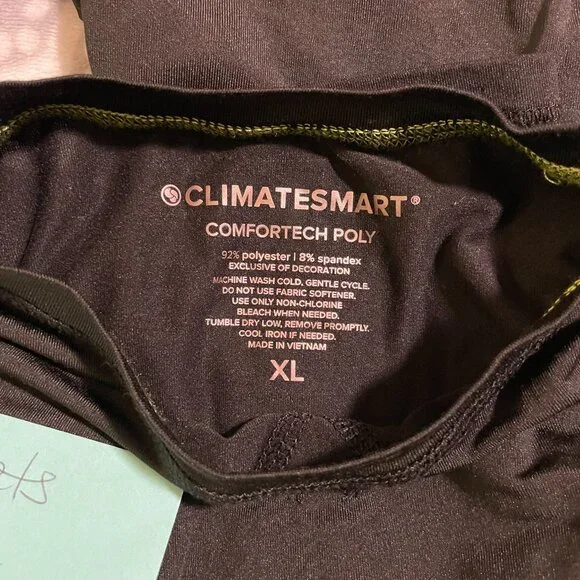 CLIMATESMART®
COMFORTECH POLY
92% polyester | 8% spandex
EXCLUSIVE OF DECORATION
MACHINE WASH COLD, GENTLE CYCLE.
DO NOT USE FABRIC SOFTENER,
USE ONLY NON-CHLORINE
BLEACH WHEN NEEDED.
TUMBLE DRY LOW, REMOVE PROMPTLY.
COOL IRON IF NEEDED.
MADE IN VIETNAM
XL